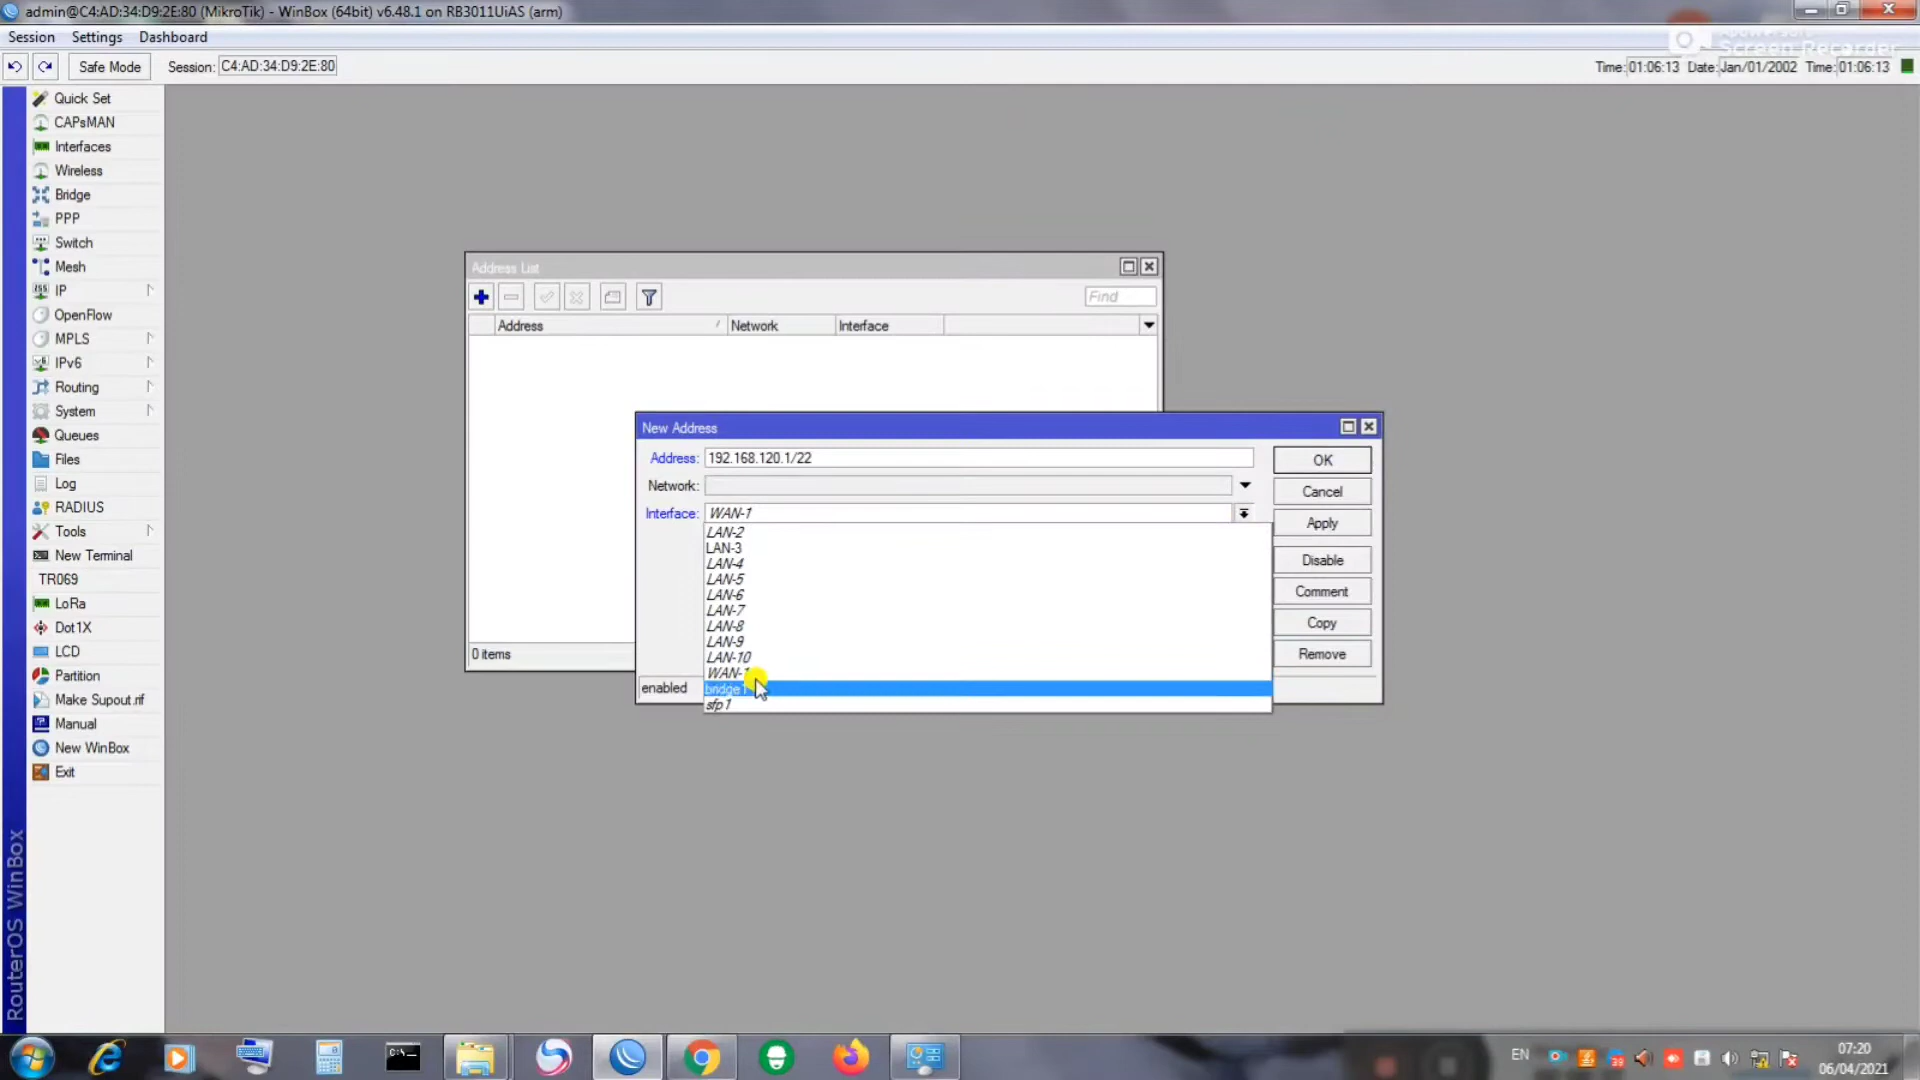 admin@C4:AD:34:D9:2E:80 (MikroTik) - WinBox (64bit) v6.48.1 on RB3011UiAS (arm)
Session Settings Dashboard
Screen Recorder
Safe Mode Session: C4:AD:34:D9:2E:80 Time: 01:06:13 Date: Jan/01/2002 Time: 01:06:13
Quick Set
CAPsMAN
Interfaces
Wireless
Bridge
PPP
Switch
Mesh
IP
OpenFlow
MPLS
IPv6
Routing
System
Queues
Files
Log
RADIUS
Tools
New Terminal
TR069
LoRa
Dot1X
LCD
Partition
Make Supout.rif
Manual
New WinBox
Exit
RouterOS WinBox
Address List
Find
Address Network Interface
0 items
New Address
Address: 192.168.120.1/22
Network:
Interface: WAN-1
LAN-2
LAN-3
LAN-4
LAN-5
LAN-6
LAN-7
LAN-8
LAN-9
LAN-10
WAN-1
bridge1
sfp1
enabled
OK
Cancel
Apply
Disable
Comment
Copy
Remove
EN
07:20
06/04/2021